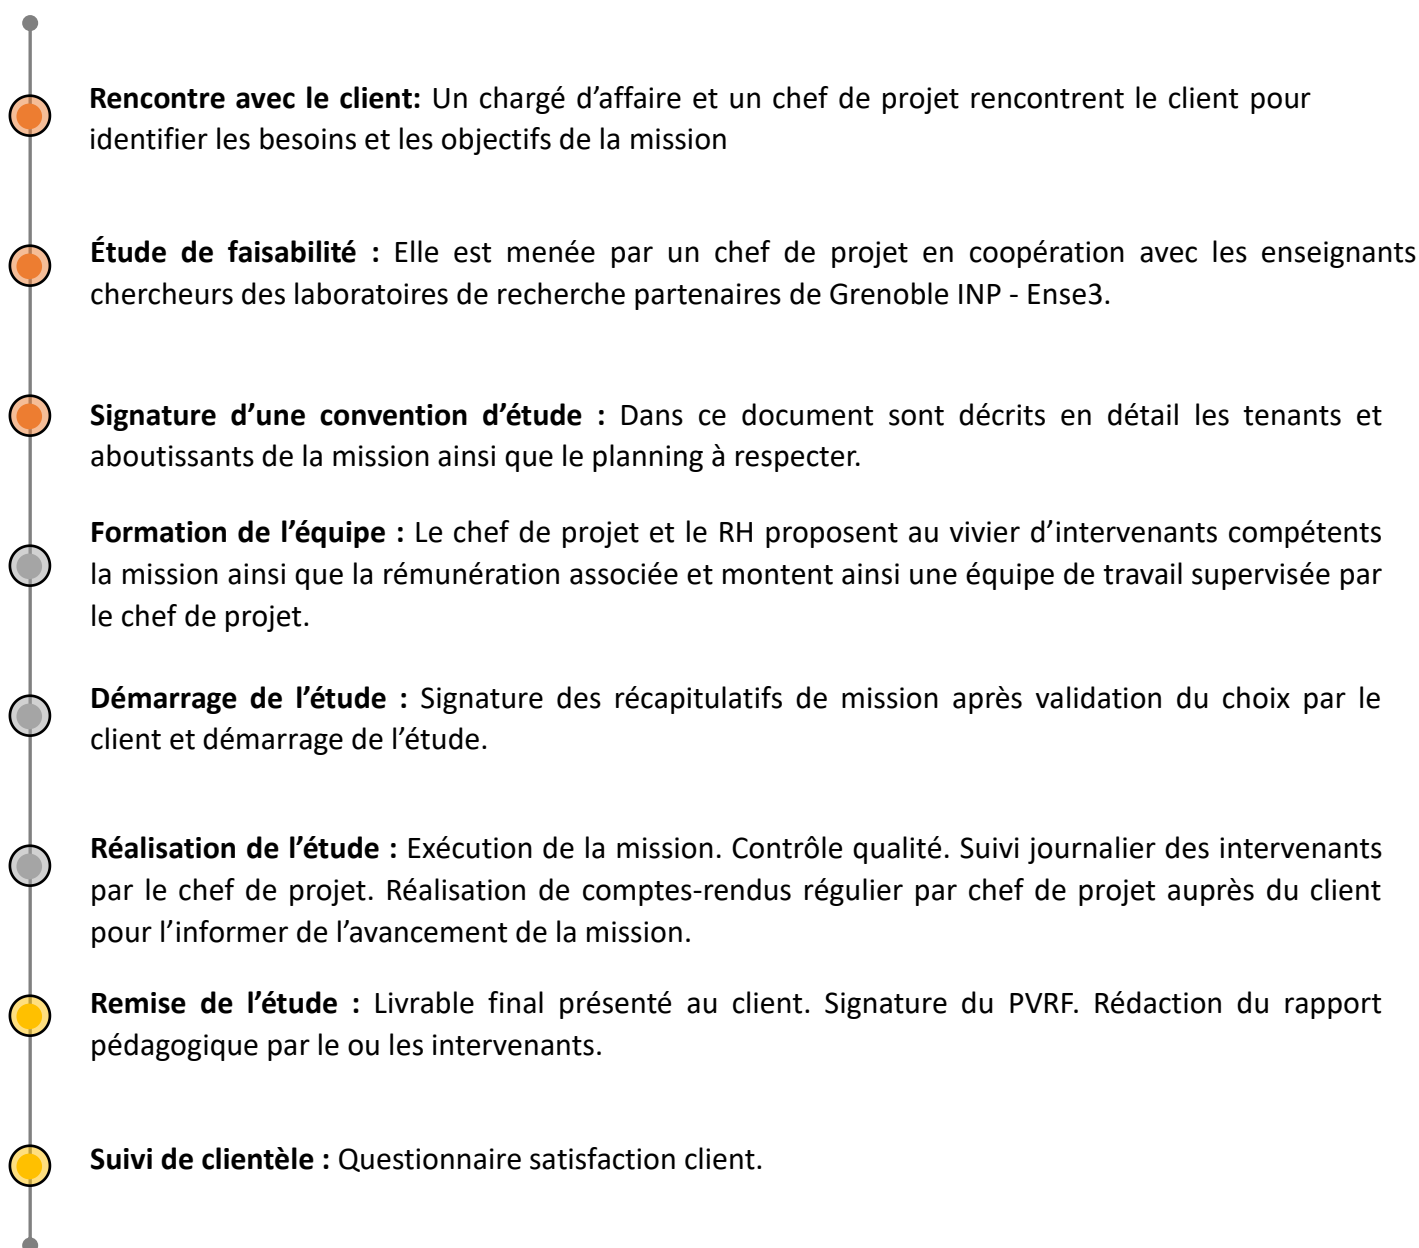 Rencontre avec le client: Un chargé d’affaire et un chef de projet rencontrent le client pour
identifier les besoins et les objectifs de la mission
Étude de faisabilité : Elle est menée par un chef de projet en coopération avec les enseignants
chercheurs des laboratoires de recherche partenaires de Grenoble INP - Ense3.
Signature d’une convention d’étude : Dans ce document sont décrits en détail les tenants et
aboutissants de la mission ainsi que le planning à respecter.
Formation de l’équipe : Le chef de projet et le RH proposent au vivier d’intervenants compétents
la mission ainsi que la rémunération associée et montent ainsi une équipe de travail supervisée par
le chef de projet.
Démarrage de l’étude : Signature des récapitulatifs de mission après validation du choix par le
client et démarrage de l’étude.
Réalisation de l’étude : Exécution de la mission. Contrôle qualité. Suivi journalier des intervenants
par le chef de projet. Réalisation de comptes-rendus régulier par chef de projet auprès du client
pour l’informer de l’avancement de la mission.
Remise de l’étude : Livrable final présenté au client. Signature du PVRF. Rédaction du rapport
pédagogique par le ou les intervenants.
Suivi de clientèle : Questionnaire satisfaction client.